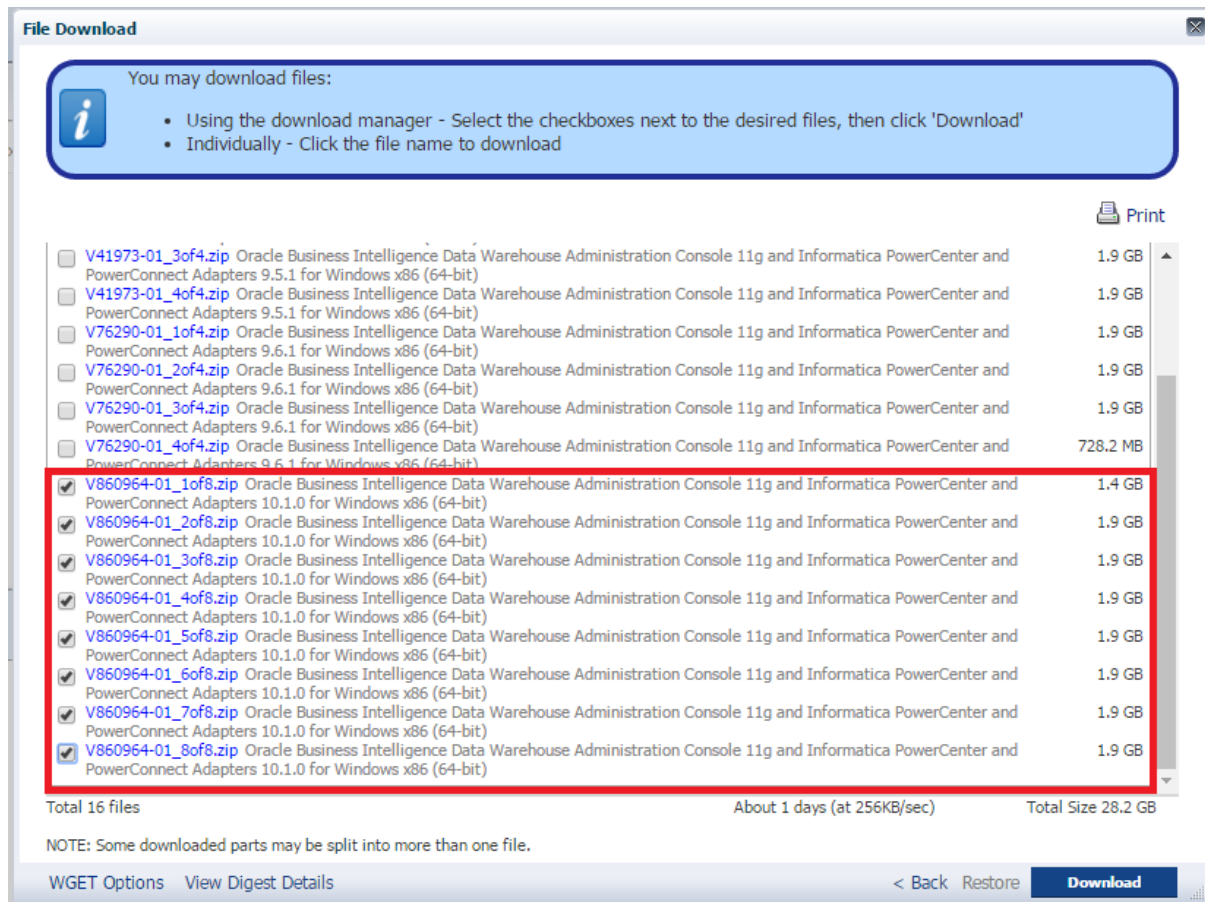 File Download
You may download files:
• Using the download manager - Select the checkboxes next to the desired files, then click 'Download'
• Individually - Click the file name to download
Print
V41973-01_3of4.zip Oracle Business Intelligence Data Warehouse Administration Console 11g and Informatica PowerCenter and 1.9 GB
PowerConnect Adapters 9.5.1 for Windows x86 (64-bit)
V41973-01_4of4.zip Oracle Business Intelligence Data Warehouse Administration Console 11g and Informatica PowerCenter and 1.9 GB
PowerConnect Adapters 9.5.1 for Windows x86 (64-bit)
V76290-01_1of4.zip Oracle Business Intelligence Data Warehouse Administration Console 11g and Informatica PowerCenter and 1.9 GB
PowerConnect Adapters 9.6.1 for Windows x86 (64-bit)
V76290-01_2of4.zip Oracle Business Intelligence Data Warehouse Administration Console 11g and Informatica PowerCenter and 1.9 GB
PowerConnect Adapters 9.6.1 for Windows x86 (64-bit)
V76290-01_3of4.zip Oracle Business Intelligence Data Warehouse Administration Console 11g and Informatica PowerCenter and 1.9 GB
PowerConnect Adapters 9.6.1 for Windows x86 (64-bit)
V76290-01_4of4.zip Oracle Business Intelligence Data Warehouse Administration Console 11g and Informatica PowerCenter and 728.2 MB
PowerConnect Adapters 9.6.1 for Windows x86 (64-bit)
V860964-01_1of8.zip Oracle Business Intelligence Data Warehouse Administration Console 11g and Informatica PowerCenter and 1.4 GB
PowerConnect Adapters 10.1.0 for Windows x86 (64-bit)
V860964-01_2of8.zip Oracle Business Intelligence Data Warehouse Administration Console 11g and Informatica PowerCenter and 1.9 GB
PowerConnect Adapters 10.1.0 for Windows x86 (64-bit)
V860964-01_3of8.zip Oracle Business Intelligence Data Warehouse Administration Console 11g and Informatica PowerCenter and 1.9 GB
PowerConnect Adapters 10.1.0 for Windows x86 (64-bit)
V860964-01_4of8.zip Oracle Business Intelligence Data Warehouse Administration Console 11g and Informatica PowerCenter and 1.9 GB
PowerConnect Adapters 10.1.0 for Windows x86 (64-bit)
V860964-01_5of8.zip Oracle Business Intelligence Data Warehouse Administration Console 11g and Informatica PowerCenter and 1.9 GB
PowerConnect Adapters 10.1.0 for Windows x86 (64-bit)
V860964-01_6of8.zip Oracle Business Intelligence Data Warehouse Administration Console 11g and Informatica PowerCenter and 1.9 GB
PowerConnect Adapters 10.1.0 for Windows x86 (64-bit)
V860964-01_7of8.zip Oracle Business Intelligence Data Warehouse Administration Console 11g and Informatica PowerCenter and 1.9 GB
PowerConnect Adapters 10.1.0 for Windows x86 (64-bit)
V860964-01_8of8.zip Oracle Business Intelligence Data Warehouse Administration Console 11g and Informatica PowerCenter and 1.9 GB
PowerConnect Adapters 10.1.0 for Windows x86 (64-bit)
Total 16 files About 1 days (at 256KB/sec) Total Size 28.2 GB
NOTE: Some downloaded parts may be split into more than one file.
WGET Options View Digest Details < Back Restore Download